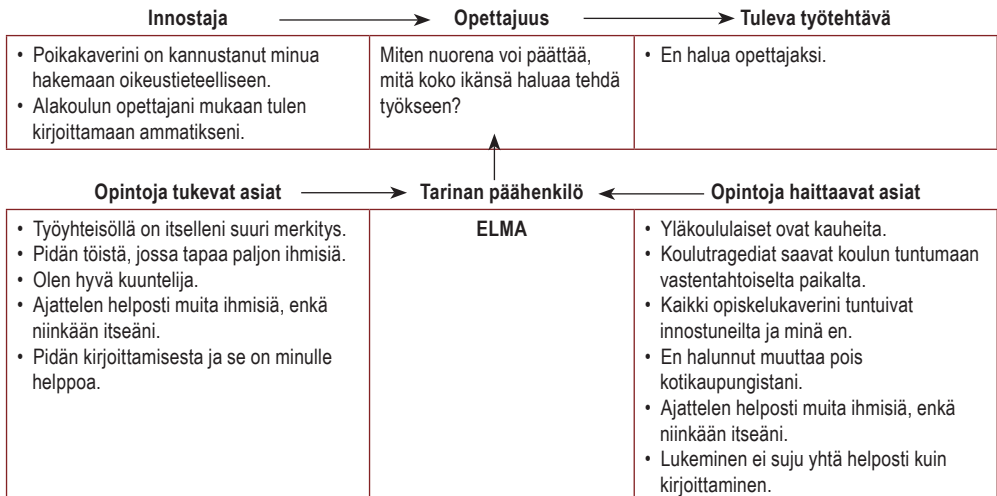 Innostaja
Opettajuus
Tuleva työtehtävä
• Poikakaverini on kannustanut minua
hakemaan oikeustieteelliseen.
• Alakoulun opettajani mukaan tulen
kirjoittamaan ammatikseni.
Miten nuorena voi päättää,
mitä koko ikänsä haluaa tehdä
työkseen?
• En halua opettajaksi.
Opintoja tukevat asiat
Tarinan päähenkilö
Opintoja haittaavat asiat
• Työyhteisöllä on itselleni suuri merkitys.
• Pidän töistä, jossa tapaa paljon ihmisiä.
• Olen hyvä kuuntelija.
• Ajattelen helposti muita ihmisiä, enkä
niinkään itseäni.
• Pidän kirjoittamisesta ja se on minulle
helppoa.
ELMA
• Yläkoululaiset ovat kauheita.
• Koulutragediat saavat koulun tuntumaan
vastentahtoiselta paikalta.
• Kaikki opiskelukaverini tuntuivat
innostuneilta ja minä en.
• En halunnut muuttaa pois
kotikaupungistani.
• Ajattelen helposti muita ihmisiä, enkä
niinkään itseäni.
• Lukeminen ei suju yhtä helposti kuin
kirjoittaminen.